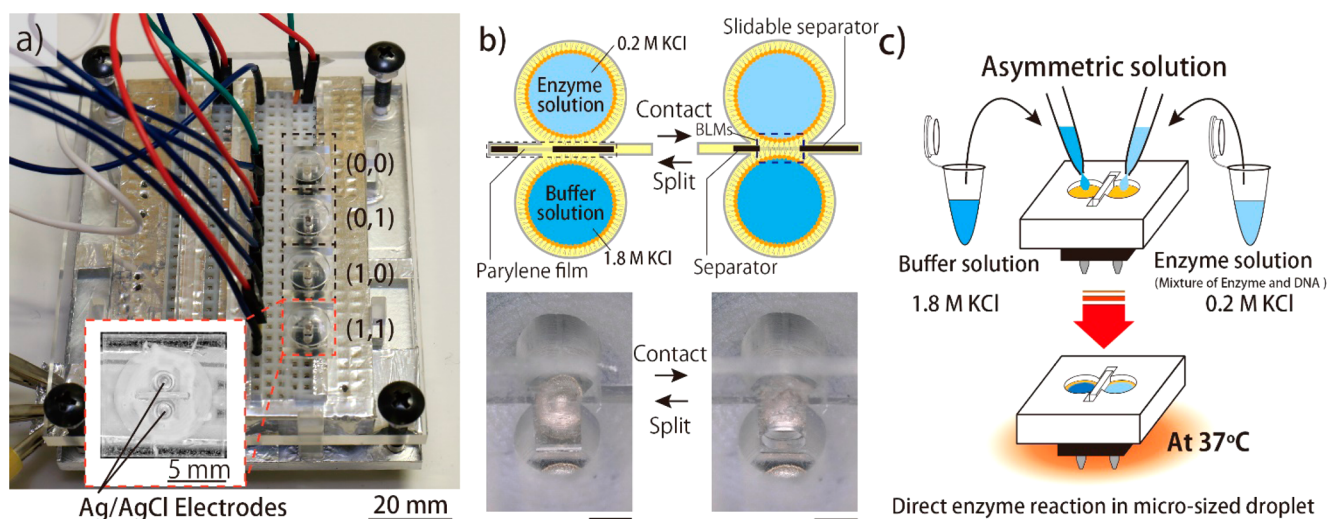 a)
(0,0)
(0,1)
(1,0)
(1,1)
5 mm
Ag/AgCl Electrodes
20 mm
b)
0.2 M KCl
Slidable separator
Enzyme
solution
Contact
BLMs
Split
Buffer
solution
1.8 M KCl
Parylene film
Separator
Contact
Split
c)
Asymmetric solution
Buffer solution
1.8 M KCl
Enzyme solution
(Mixture of Enzyme and DNA )
0.2 M KCl
At 37ºC
Direct enzyme reaction in micro-sized droplet